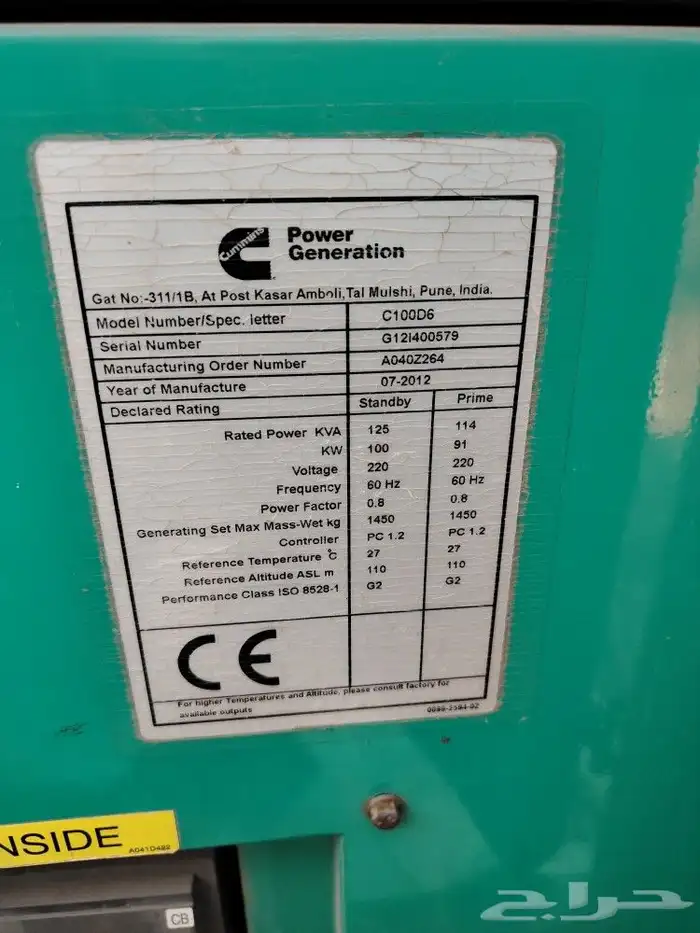 Cummins
Power
Generation
Gat No:-311/1B, At Post Kasar Amboli,Tal Mulshi, Pune, India.
Model Number/Spec. letter C100D6
Serial Number G12I400579
Manufacturing Order Number A040Z264
Year of Manufacture 07-2012
Declared Rating Standby Prime
Rated Power KVA 125 114
KW 100 91
Voltage 220 220
Frequency 60 Hz 60 Hz
Power Factor 0.8 0.8
Generating Set Max Mass-Wet kg 1450 1450
Controller PC 1.2 PC 1.2
Reference Temperature °C 27 27
Reference Altitude ASL m 110 110
Performance Class ISO 8528-1 G2 G2
CE
For higher Temperatures and Altitude, please consult factory for
available outputs
NSIDE
A041D482
CB
حراج